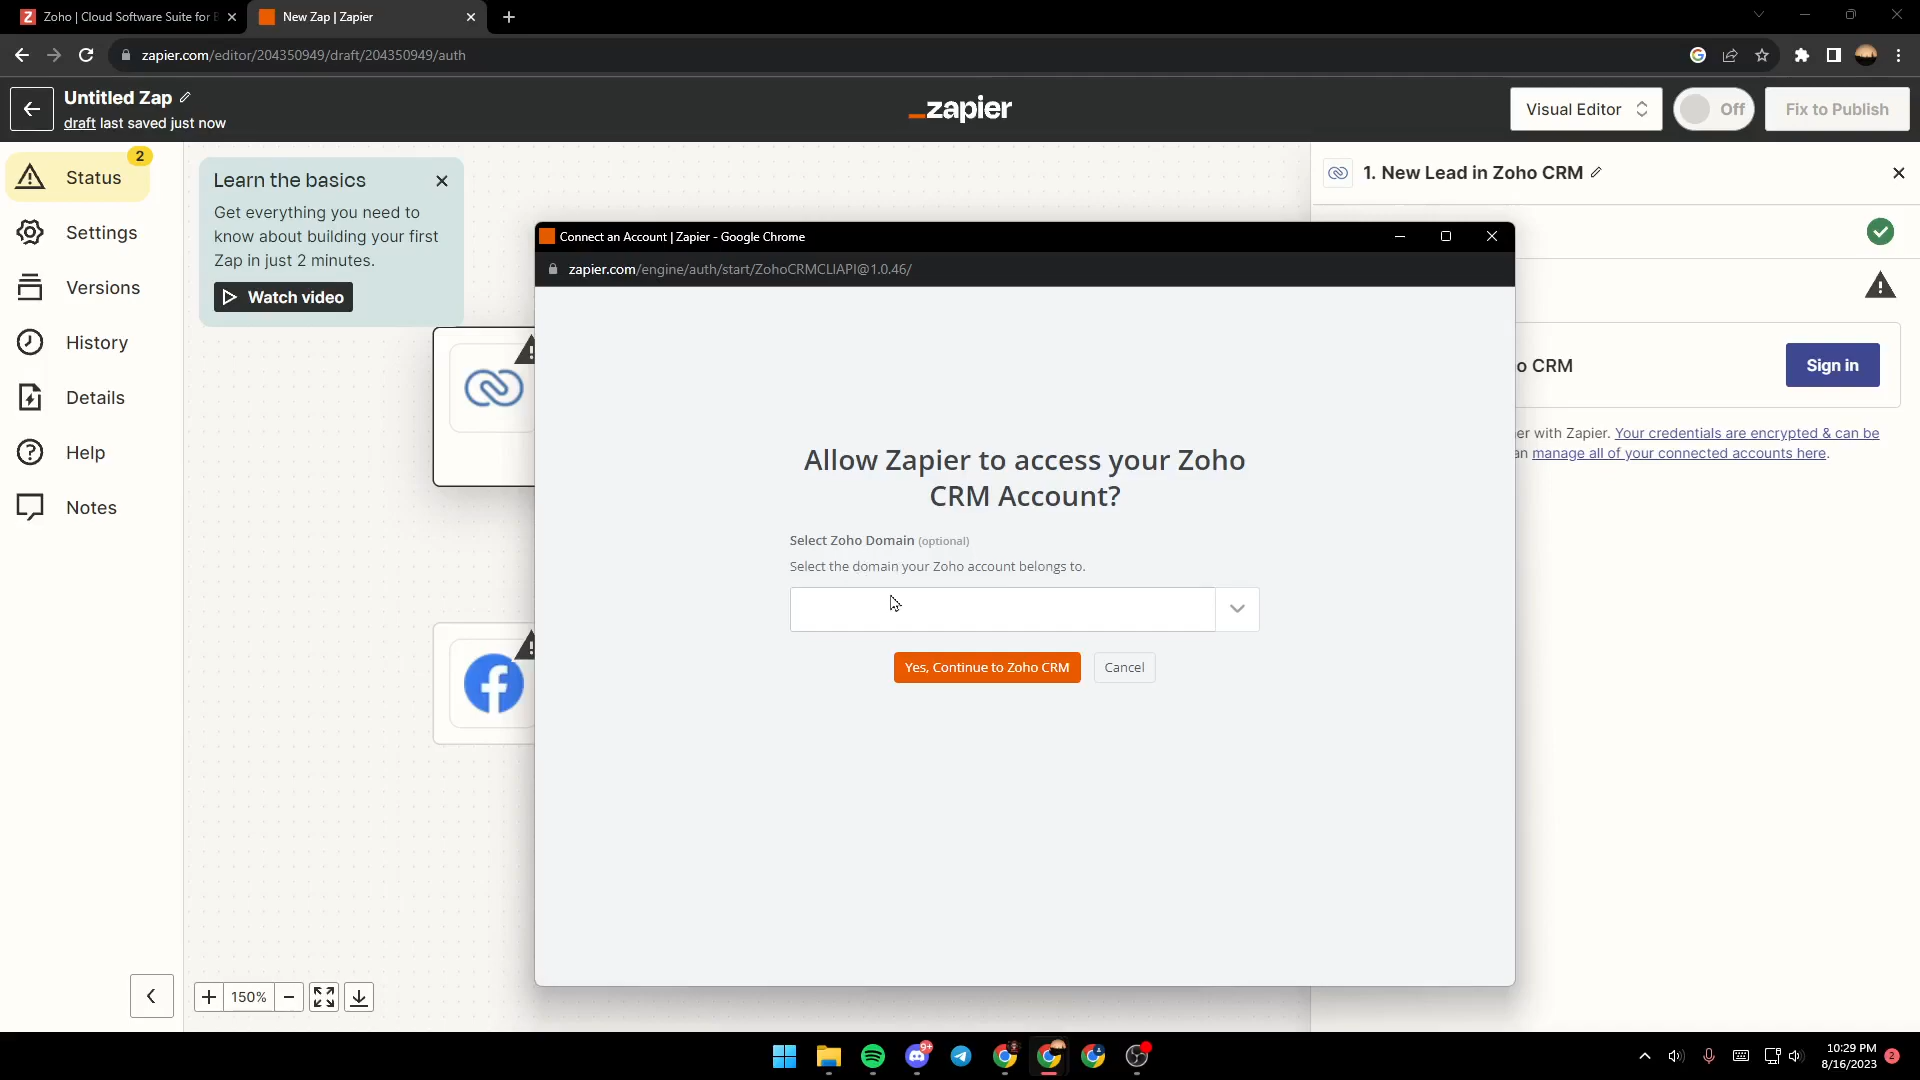 Zoho | Cloud Software Suite for B
New Zap | Zapier
zapier.com/editor/204350949/draft/204350949/auth
Untitled Zap
draft last saved just now
zapier
Visual Editor
Off
Fix to Publish
2
Status
Settings
Versions
History
Details
Help
Notes
Learn the basics
Get everything you need to
know about building your first
Zap in just 2 minutes.
Watch video
1. New Lead in Zoho CRM
o CRM
Sign in
er with Zapier. Your credentials are encrypted & can be
an manage all of your connected accounts here.
Connect an Account | Zapier - Google Chrome
zapier.com/engine/auth/start/ZohoCRMCLIAPI@1.0.46/
Allow Zapier to access your Zoho
CRM Account?
Select Zoho Domain (optional)
Select the domain your Zoho account belongs to.
Yes, Continue to Zoho CRM
Cancel
150%
9+
10:29 PM
8/16/2023
2